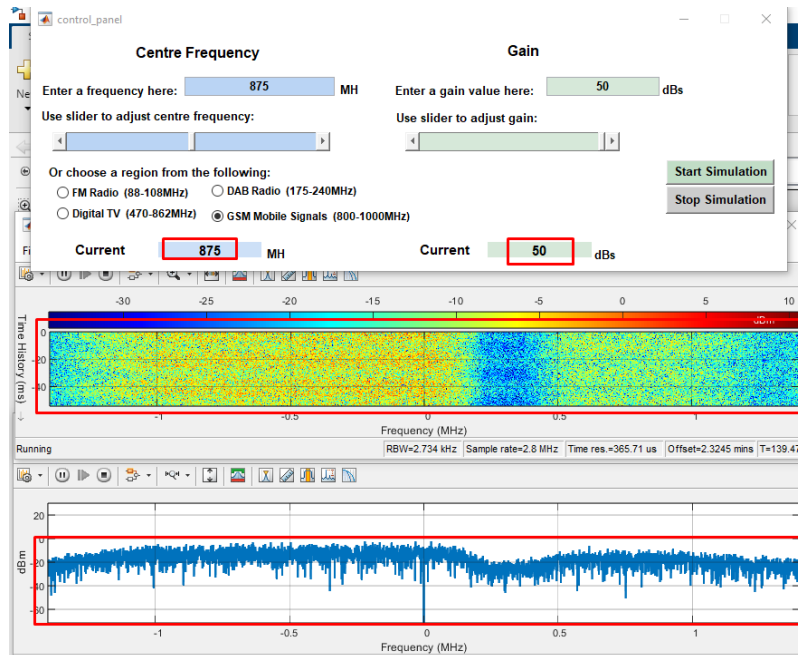 control_panel
Centre Frequency
Gain
Enter a frequency here: 875 MH
Enter a gain value here: 50 dBs
Use slider to adjust centre frequency:
Use slider to adjust gain:
Or choose a region from the following:
FM Radio (88-108MHz)
DAB Radio (175-240MHz)
Digital TV (470-862MHz)
GSM Mobile Signals (800-1000MHz)
Start Simulation
Stop Simulation
Current 875 MH
Current 50 dBs
Ne
Fi
-30 -25 -20 -15 -10 -5 0 5 10
dBm
Time History (ms)
0
-20
-40
-1 -0.5 0 0.5 1
Frequency (MHz)
Running
RBW=2.734 kHz Sample rate=2.8 MHz Time res.=365.71 us Offset=2.3245 mins T=139.47
20
0
-20
-40
-60
dBm
-1 -0.5 0 0.5 1
Frequency (MHz)